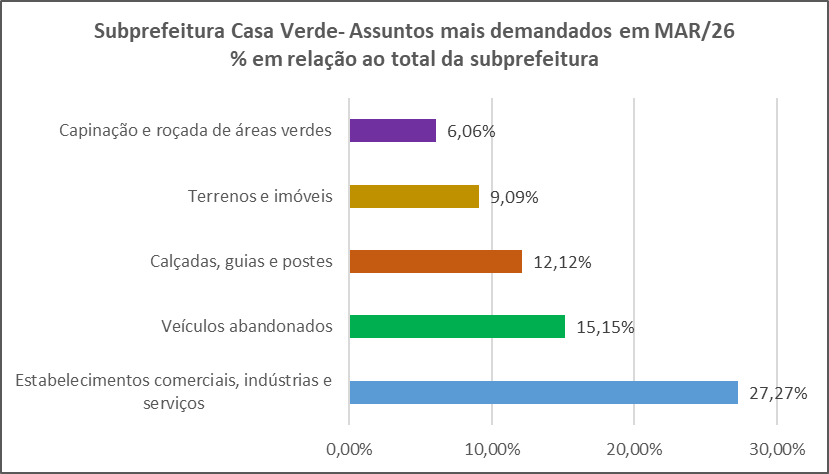 Subprefeitura Casa Verde- Assuntos mais demandados em MAR/26
% em relação ao total da subprefeitura
Capinação e roçada de áreas verdes
6,06%
Terrenos e imóveis
9,09%
Calçadas, guias e postes
12,12%
Veículos abandonados
15,15%
Estabelecimentos comerciais, indústrias e
serviços
27,27%
0,00%
10,00%
20,00%
30,00%